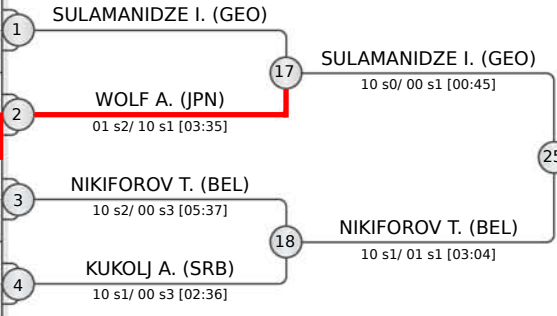 SULAMANIDZE I. (GEO)
1
17
SULAMANIDZE I. (GEO)
10 s0/ 00 s1 [00:45]
WOLF A. (JPN)
2
01 s2/ 10 s1 [03:35]
25
NIKIFOROV T. (BEL)
3
10 s2/ 00 s3 [05:37]
18
NIKIFOROV T. (BEL)
10 s1/ 01 s1 [03:04]
KUKOLJ A. (SRB)
4
10 s1/ 00 s3 [02:36]